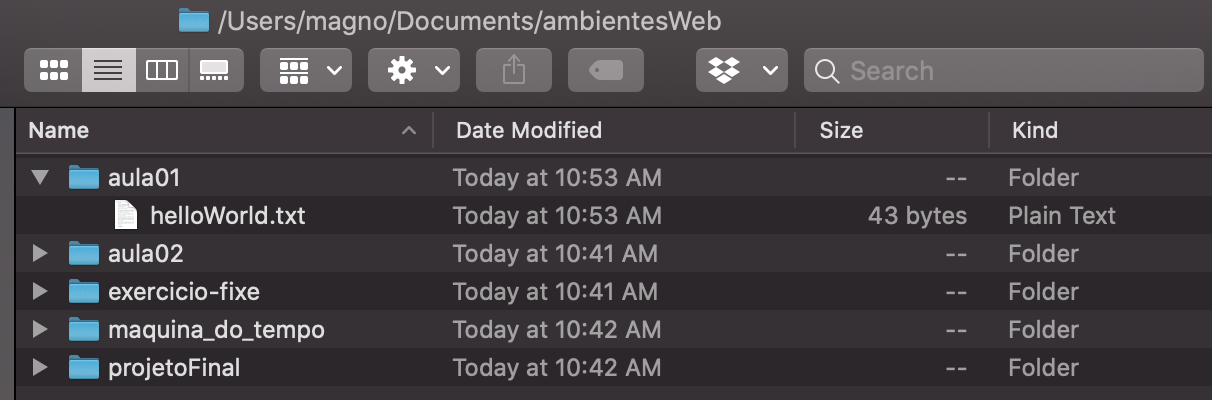 /Users/magno/Documents/ambientesWeb
Search
Name Date Modified Size Kind
aula01 Today at 10:53 AM -- Folder
helloWorld.txt Today at 10:53 AM 43 bytes Plain Text
aula02 Today at 10:41 AM -- Folder
exercicio-fixe Today at 10:41 AM -- Folder
maquina_do_tempo Today at 10:42 AM -- Folder
projetoFinal Today at 10:42 AM -- Folder